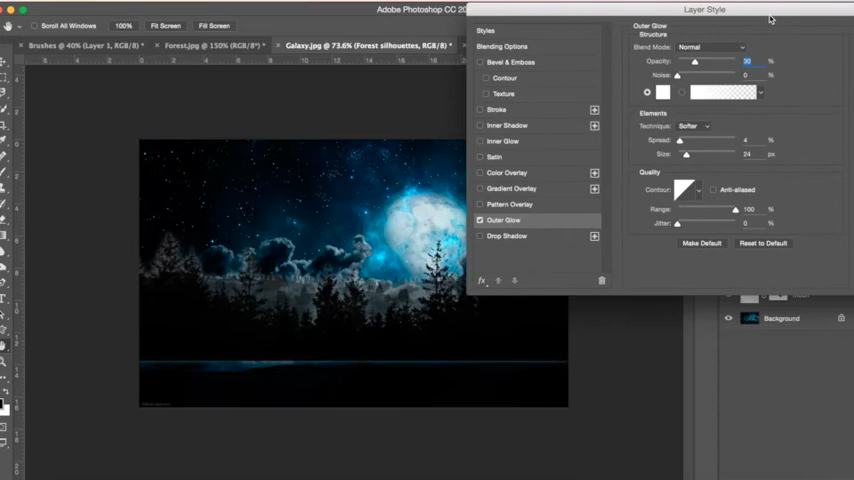 Adobe Photoshop CC 20
Layer Style
Scroll All Windows
100%
Fit Screen
Fill Screen
Brushes @ 40% (Layer 1, RGB/8) *
Forest.jpg @ 150% (RGB/8*) *
Galaxy.jpg @ 73.6% (Forest silhouettes, RGB/8) *
Styles
Blending Options
Bevel & Emboss
Contour
Texture
Stroke
Inner Shadow
Inner Glow
Satin
Color Overlay
Gradient Overlay
Pattern Overlay
Outer Glow
Drop Shadow
fx
Outer Glow
Structure
Blend Mode: Normal
Opacity: 30 %
Noise: 0 %
Elements
Technique: Softer
Spread: 4 %
Size: 24 px
Quality
Contour:
Anti-aliased
Range: 100 %
Jitter: 0 %
Make Default
Reset to Default
Background